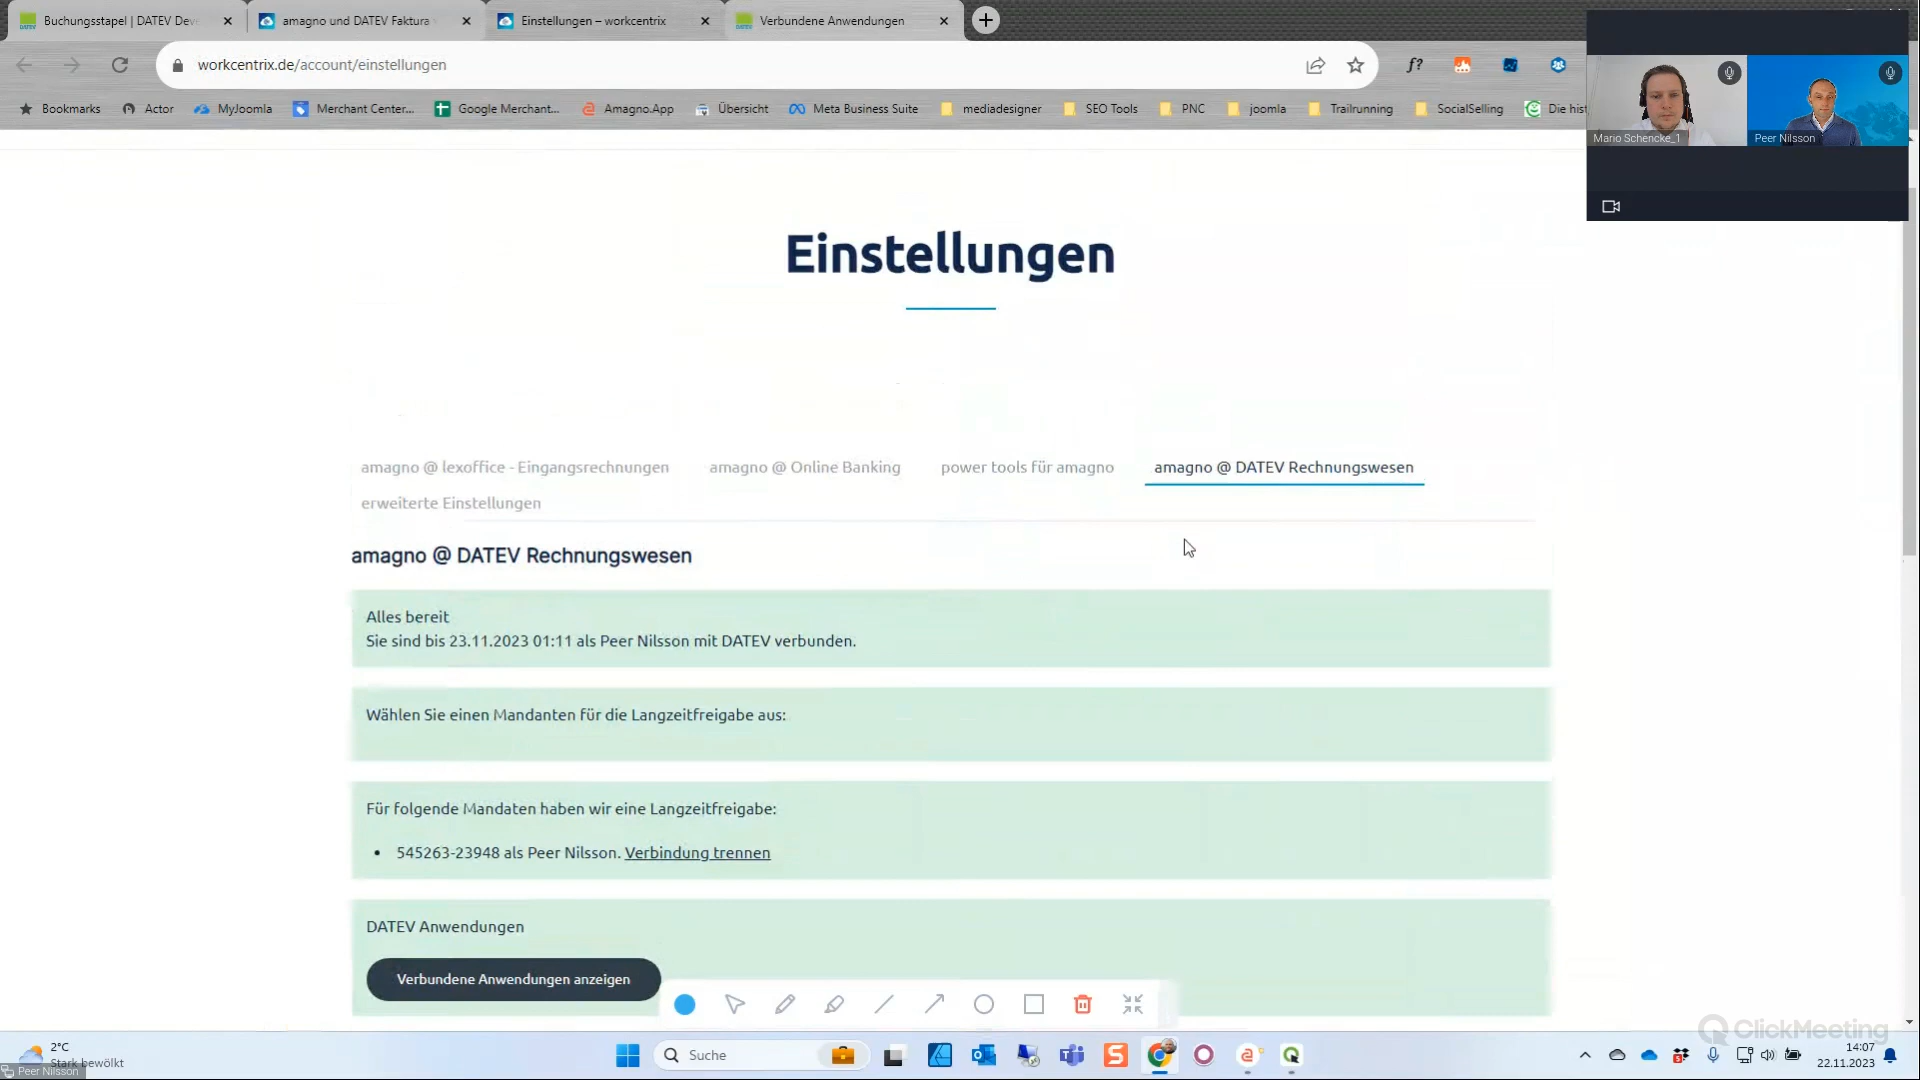 Buchungsstapel | DATEV Dev
amagno und DATEV Faktura
Einstellungen – workcentrix
Verbundene Anwendungen
workcentrix.de/account/einstellungen
Bookmarks
Actor
MyJoomla
Merchant Center...
Google Merchant...
Amagno.App
Übersicht
Meta Business Suite
mediadesigner
SEO Tools
PNC
joomla
Trailrunning
SocialSelling
Die hist
Mario Schencke_1
Peer Nilsson
Einstellungen
amagno @ lexoffice - Eingangsrechnungen
amagno @ Online Banking
power tools für amagno
amagno @ DATEV Rechnungswesen
erweiterte Einstellungen
amagno @ DATEV Rechnungswesen
Alles bereit
Sie sind bis 23.11.2023 01:11 als Peer Nilsson mit DATEV verbunden.
Wählen Sie einen Mandanten für die Langzeitfreigabe aus:
Für folgende Mandaten haben wir eine Langzeitfreigabe:
• 545263-23948 als Peer Nilsson. Verbindung trennen
DATEV Anwendungen
Verbundene Anwendungen anzeigen
ClickMeeting
2°C
Stark bewölkt
Peer Nilsson
Suche
14:07
22.11.2023